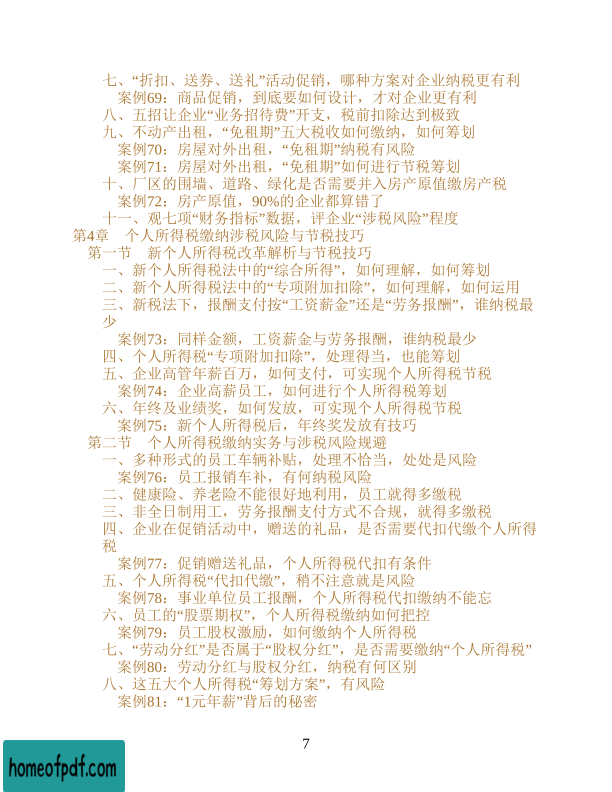 七、“折扣、送券、送礼”活动促销，哪种方案对企业纳税更有利
案例69：商品促销，到底要如何设计，才对企业更有利
八、五招让企业“业务招待费”开支，税前扣除达到极致
九、不动产出租，“免租期”五大税收如何缴纳，如何筹划
案例70：房屋对外出租，“免租期”纳税有风险
案例71：房屋对外出租，“免租期”如何进行节税筹划
十、厂区的围墙、道路、绿化是否需要并入房产原值缴房产税
案例72：房产原值，90%的企业都算错了
十一、观七项“财务指标”数据，评企业“涉税风险”程度
第4章　个人所得税缴纳涉税风险与节税技巧
第一节　新个人所得税改革解析与节税技巧
一、新个人所得税法中的“综合所得”，如何理解，如何筹划
二、新个人所得税法中的“专项附加扣除”，如何理解，如何运用
三、新税法下，报酬支付按“工资薪金”还是“劳务报酬”，谁纳税最
少
案例73：同样金额，工资薪金与劳务报酬，谁纳税最少
四、个人所得税“专项附加扣除”，处理得当，也能筹划
五、企业高管年薪百万，如何支付，可实现个人所得税节税
案例74：企业高薪员工，如何进行个人所得税筹划
六、年终及业绩奖，如何发放，可实现个人所得税节税
案例75：新个人所得税后，年终奖发放有技巧
第二节　个人所得税缴纳实务与涉税风险规避
一、多种形式的员工车辆补贴，处理不恰当，处处是风险
案例76：员工报销车补，有何纳税风险
二、健康险、养老险不能很好地利用，员工就得多缴税
三、非全日制用工，劳务报酬支付方式不合规，就得多缴税
四、企业在促销活动中，赠送的礼品，是否需要代扣代缴个人所得
税
案例77：促销赠送礼品，个人所得税代扣有条件
五、个人所得税“代扣代缴”，稍不注意就是风险
案例78：事业单位员工报酬，个人所得税代扣缴纳不能忘
六、员工的“股票期权”，个人所得税缴纳如何把控
案例79：员工股权激励，如何缴纳个人所得税
七、“劳动分红”是否属于“股权分红”，是否需要缴纳“个人所得税”
案例80：劳动分红与股权分红，纳税有何区别
八、这五大个人所得税“筹划方案”，有风险
案例81：“1元年薪”背后的秘密
7
homeofpdf.com